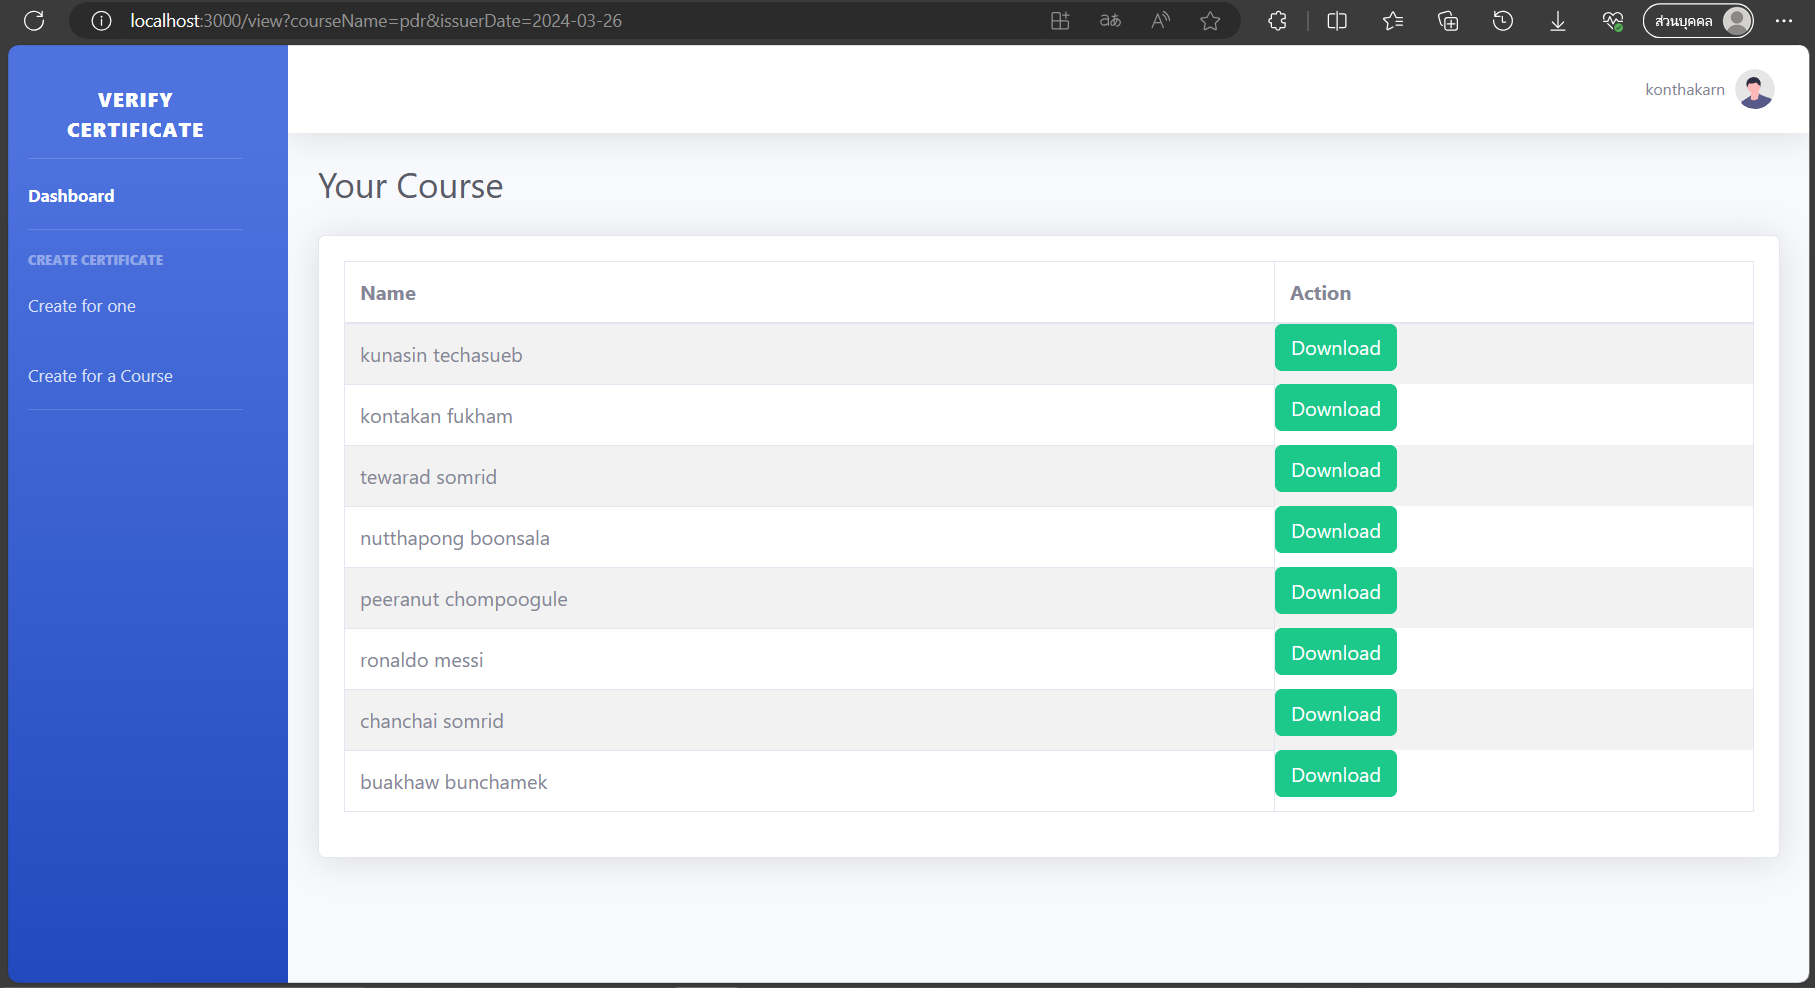 localhost:3000/view?courseName=pdr&issuerDate=2024-03-26
ส่วนบุคคล
VERIFY
CERTIFICATE
konthakarn
Dashboard
CREATE CERTIFICATE
Create for one
Create for a Course
Your Course
Name Action
kunasin techasueb Download
kontakan fukham Download
tewarad somrid Download
nutthapong boonsala Download
peeranut chompoogule Download
ronaldo messi Download
chanchai somrid Download
buakhaw bunchamek Download